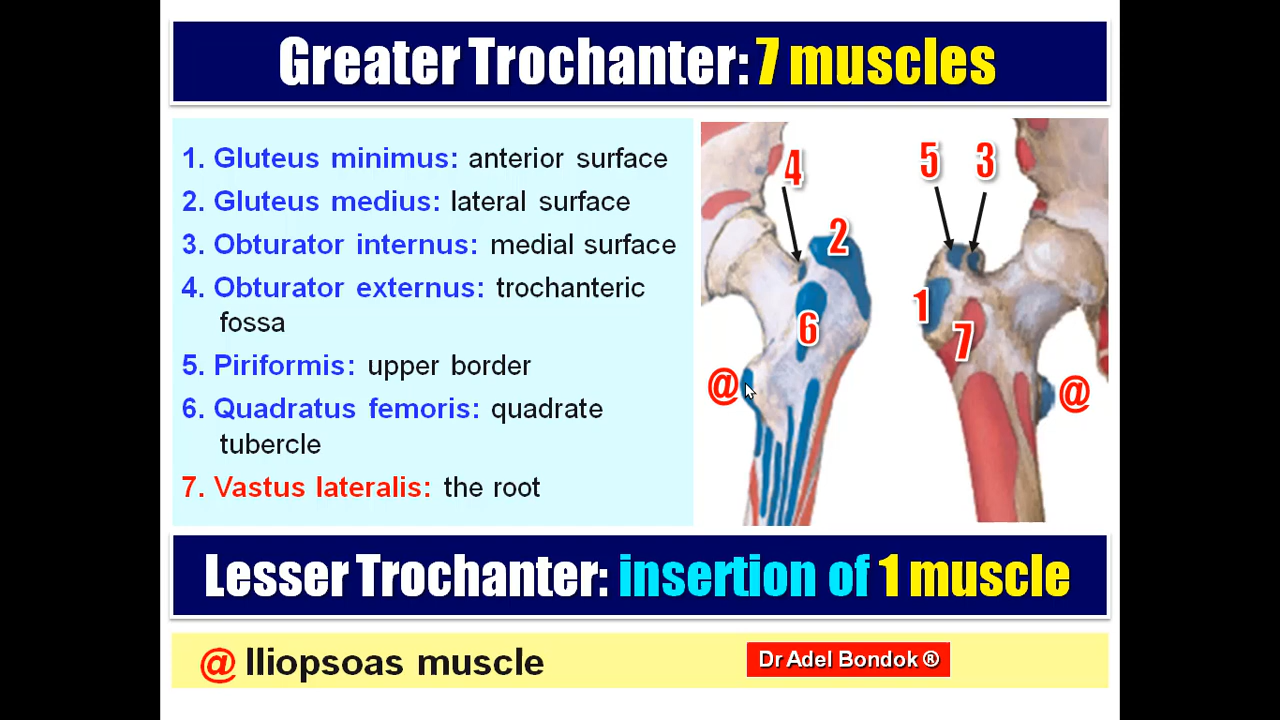 Greater Trochanter: 7 muscles
1. Gluteus minimus: anterior surface
2. Gluteus medius: lateral surface
3. Obturator internus: medial surface
4. Obturator externus: trochanteric
fossa
5. Piriformis: upper border
6. Quadratus femoris: quadrate
tubercle
7. Vastus lateralis: the root
4
2
6
@
5
3
1
7
@
Lesser Trochanter: insertion of 1 muscle
@ Iliopsoas muscle
Dr Adel Bondok ®